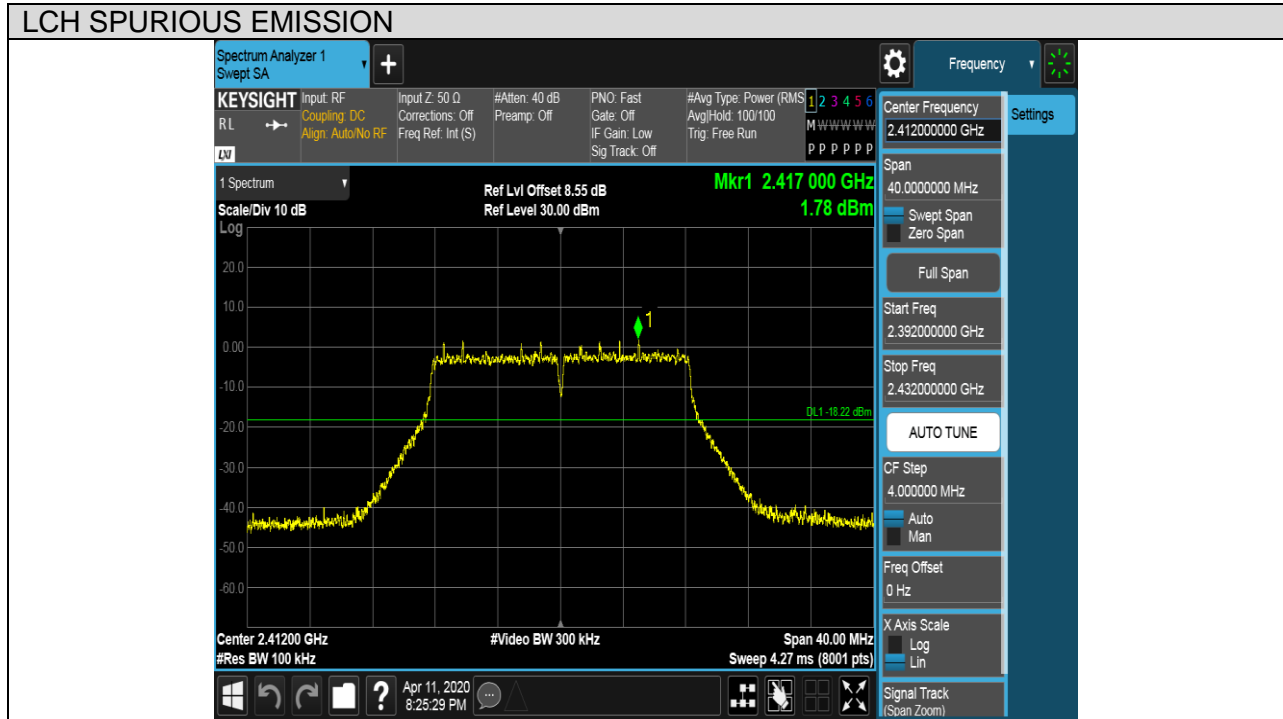 LCH SPURIOUS EMISSION
Spectrum Analyzer 1
Swept SA
+
Frequency
KEYSIGHT
RL
LXI
Input: RF
Coupling: DC
Align: Auto/No RF
Input Z: 50 Ω
Corrections: Off
Freq Ref: Int (S)
#Atten: 40 dB
Preamp: Off
PNO: Fast
Gate: Off
IF Gain: Low
Sig Track: Off
#Avg Type: Power (RMS
Avg|Hold: 100/100
Trig: Free Run
1 2 3 4 5 6
M W W W W W
P P P P P P
1 Spectrum
Scale/Div 10 dB
Log
Ref Lvl Offset 8.55 dB
Ref Level 30.00 dBm
Mkr1 2.417 000 GHz
1.78 dBm
20.0
10.0
0.00
-10.0
-20.0
-30.0
-40.0
-50.0
-60.0
1
DL1 -18.22 dBm
Center 2.41200 GHz
#Res BW 100 kHz
#Video BW 300 kHz
Span 40.00 MHz
Sweep 4.27 ms (8001 pts)
Center Frequency
2.412000000 GHz
Settings
Span
40.0000000 MHz
Swept Span
Zero Span
Full Span
Start Freq
2.392000000 GHz
Stop Freq
2.432000000 GHz
AUTO TUNE
CF Step
4.000000 MHz
Auto
Man
Freq Offset
0 Hz
X Axis Scale
Log
Lin
Signal Track
(Span Zoom)
?
Apr 11, 2020
8:25:29 PM